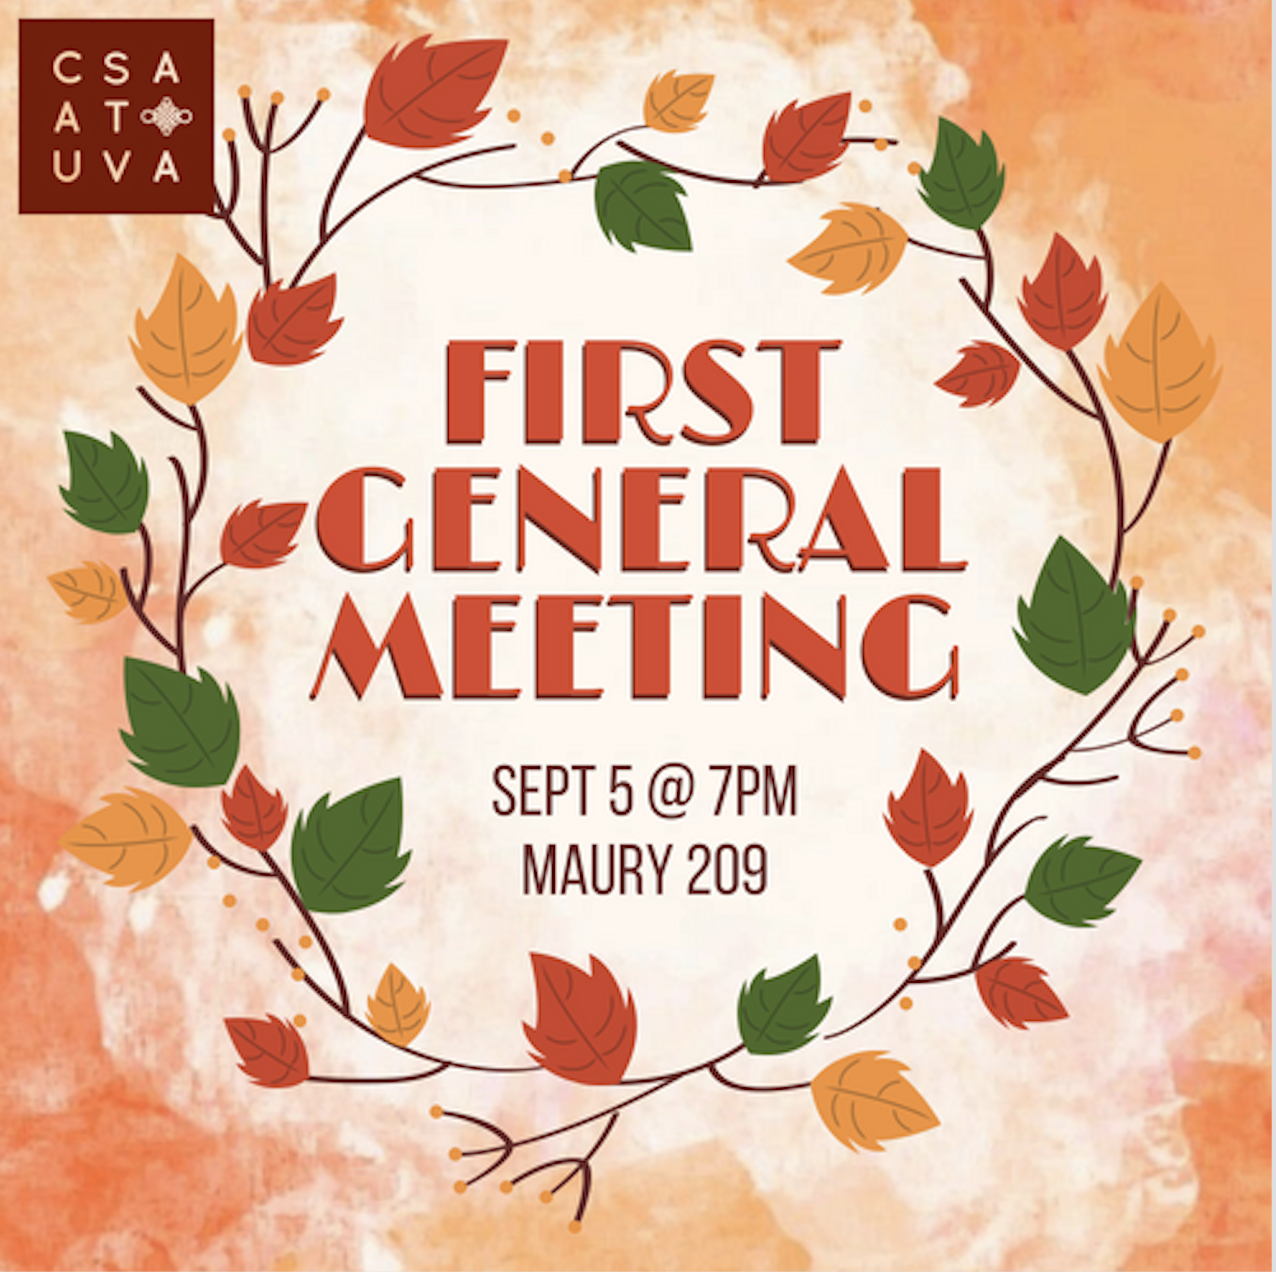 CSA
AT
UVA
FIRST
GENERAL
MEETING
SEPT 5 @ 7PM
MAURY 209